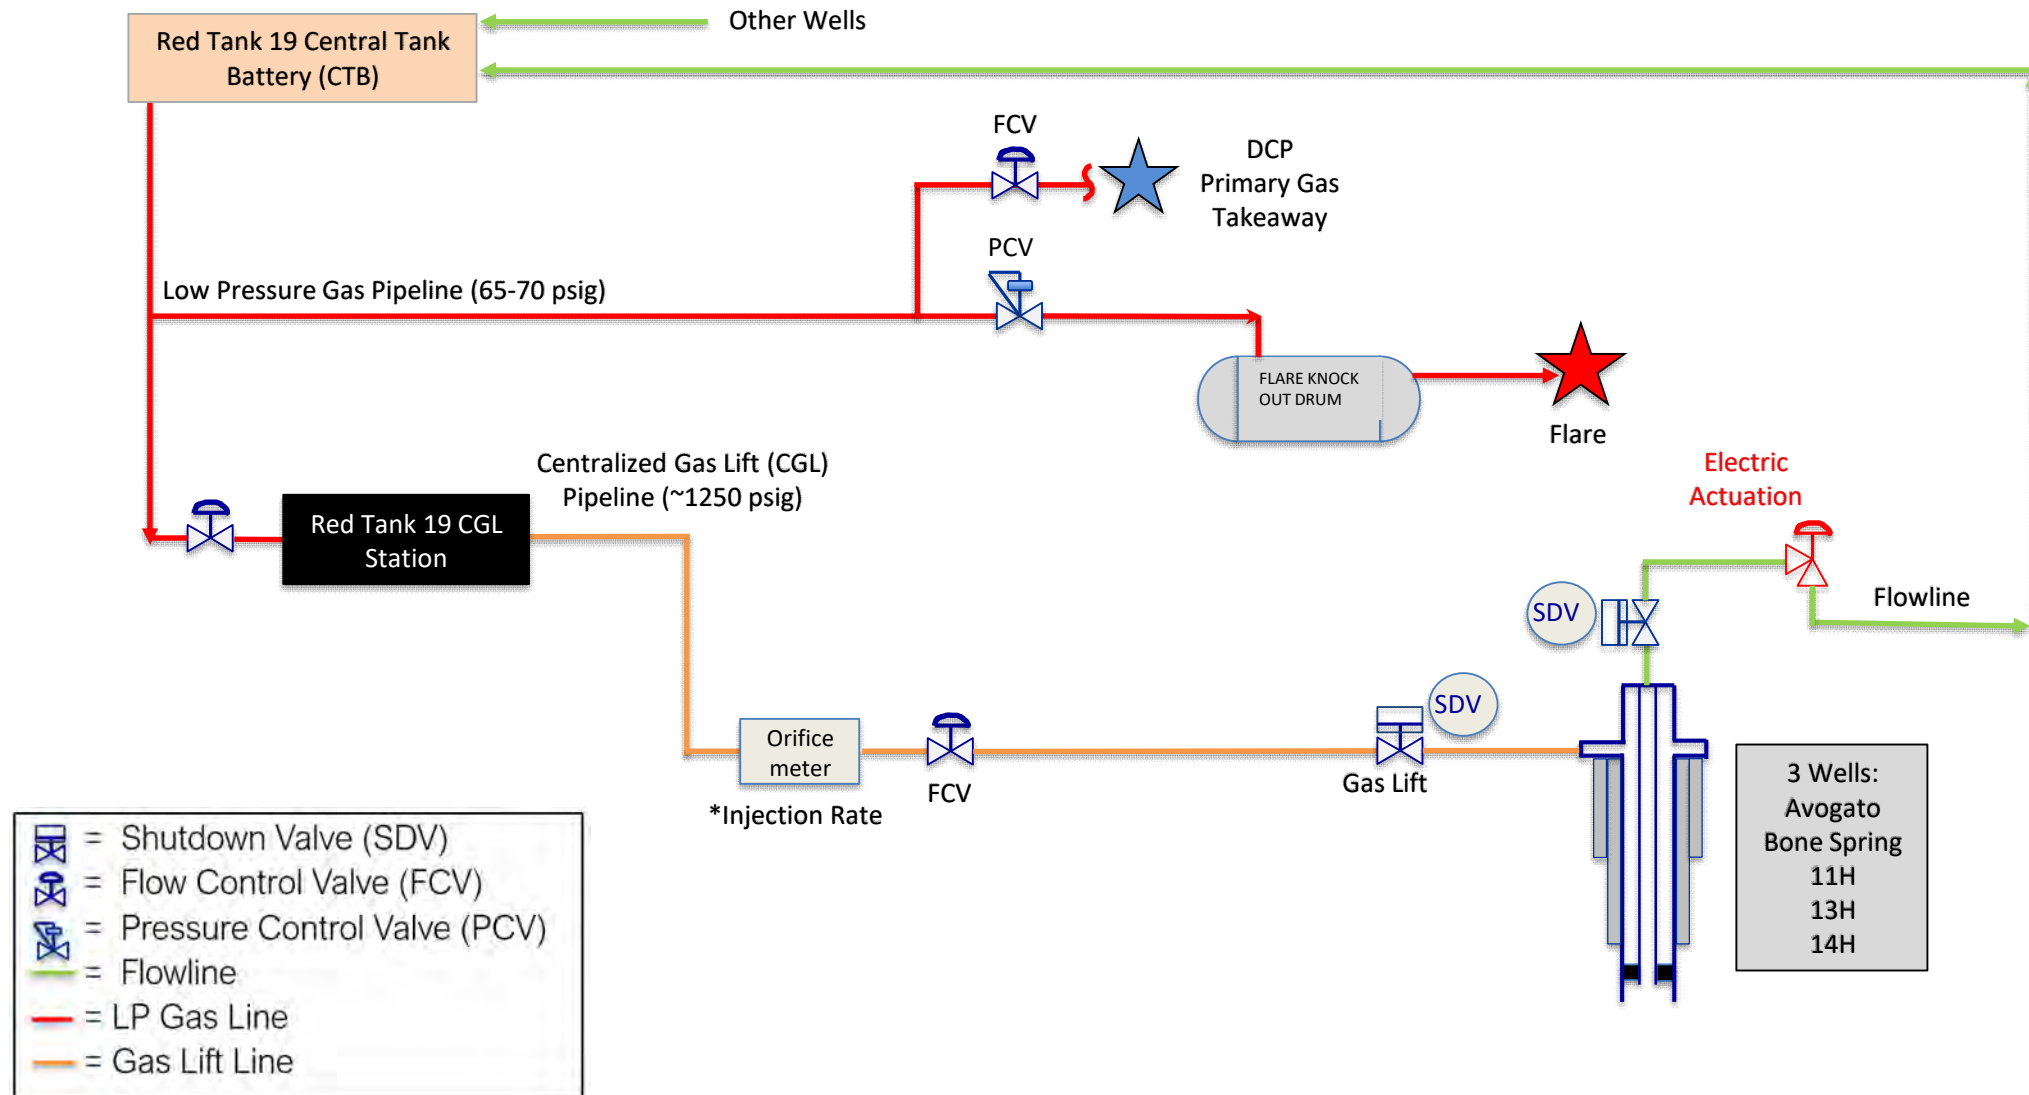 Other Wells
Red Tank 19 Central Tank
Battery (CTB)
FCV
DCP
Primary Gas
Takeaway
PCV
Low Pressure Gas Pipeline (65-70 psig)
FLARE KNOCK
OUT DRUM
Flare
Centralized Gas Lift (CGL)
Pipeline (~1250 psig)
Electric
Actuation
Red Tank 19 CGL
Station
SDV
Flowline
SDV
Orifice
meter
*Injection Rate
FCV
Gas Lift
3 Wells:
Avogato
Bone Spring
11H
13H
14H
= Shutdown Valve (SDV)
= Flow Control Valve (FCV)
= Pressure Control Valve (PCV)
= Flowline
= LP Gas Line
= Gas Lift Line